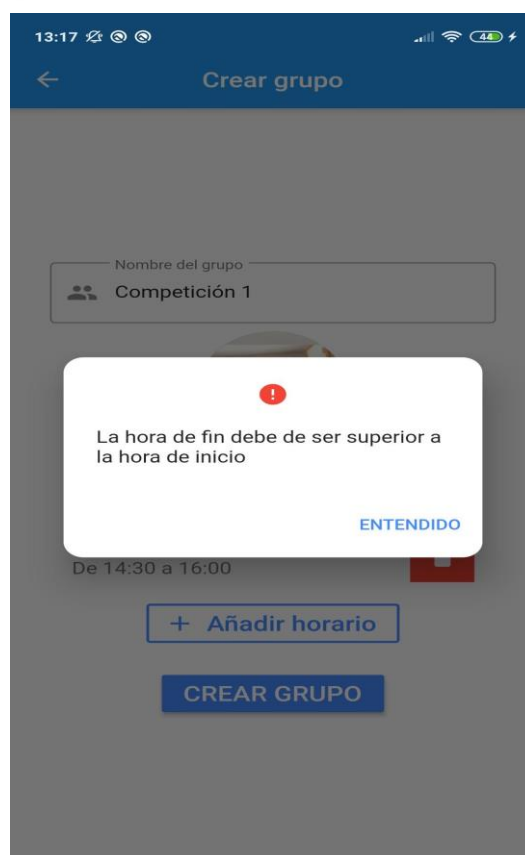 13:17
44
Crear grupo
Nombre del grupo
Competición 1
La hora de fin debe de ser superior a
la hora de inicio
ENTENDIDO
De 14:30 a 16:00
+ Añadir horario
CREAR GRUPO